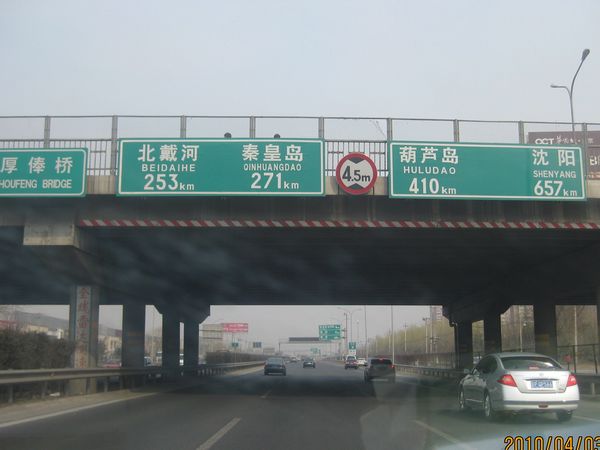 厚俸桥
HOUFENG BRIDGE
北戴河
BEIDAIHE
253km
秦皇岛
QINHUANGDAO
271km
4.5m
葫芦岛
HULUDAO
410km
沈阳
SHENYANG
657km
OCT
2010/04/03